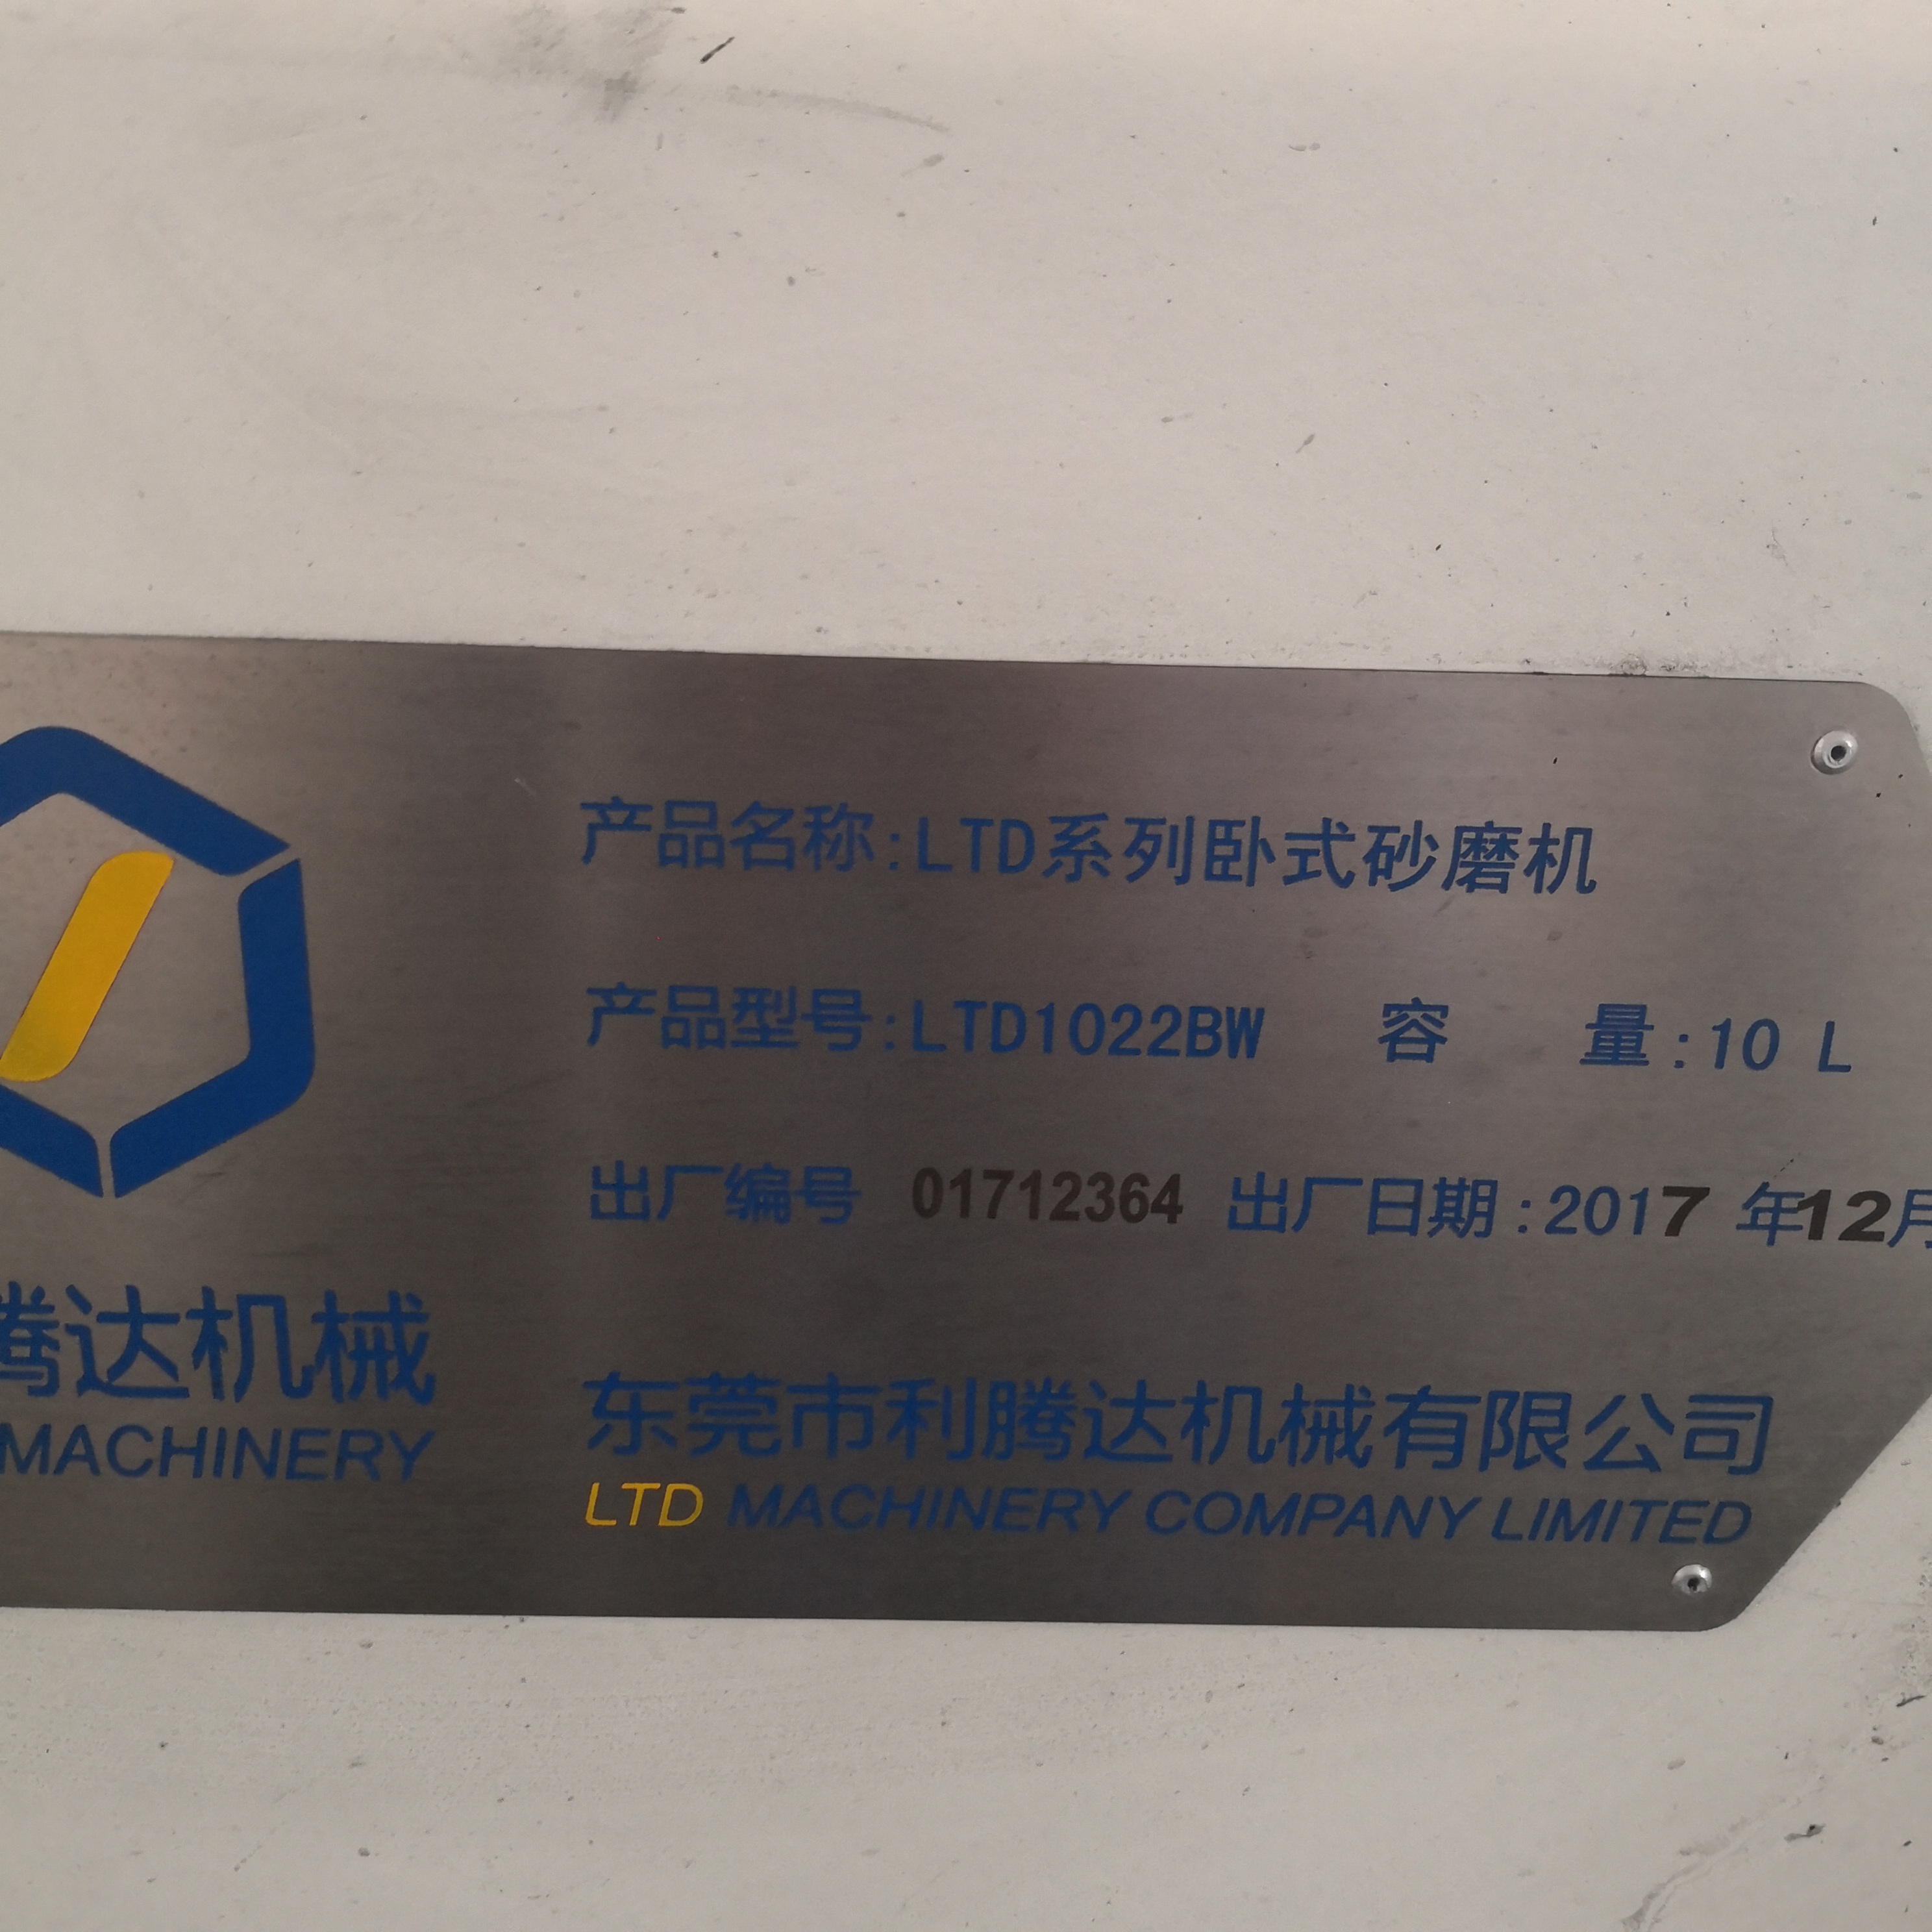 产品名称:LTD系列卧式砂磨机
产品型号:LTD1022BW 容 量:10 L
出厂编号 01712364 出厂日期:2017 年12月
腾达机械
MACHINERY
东莞市利腾达机械有限公司
LTD MACHINERY COMPANY LIMITED